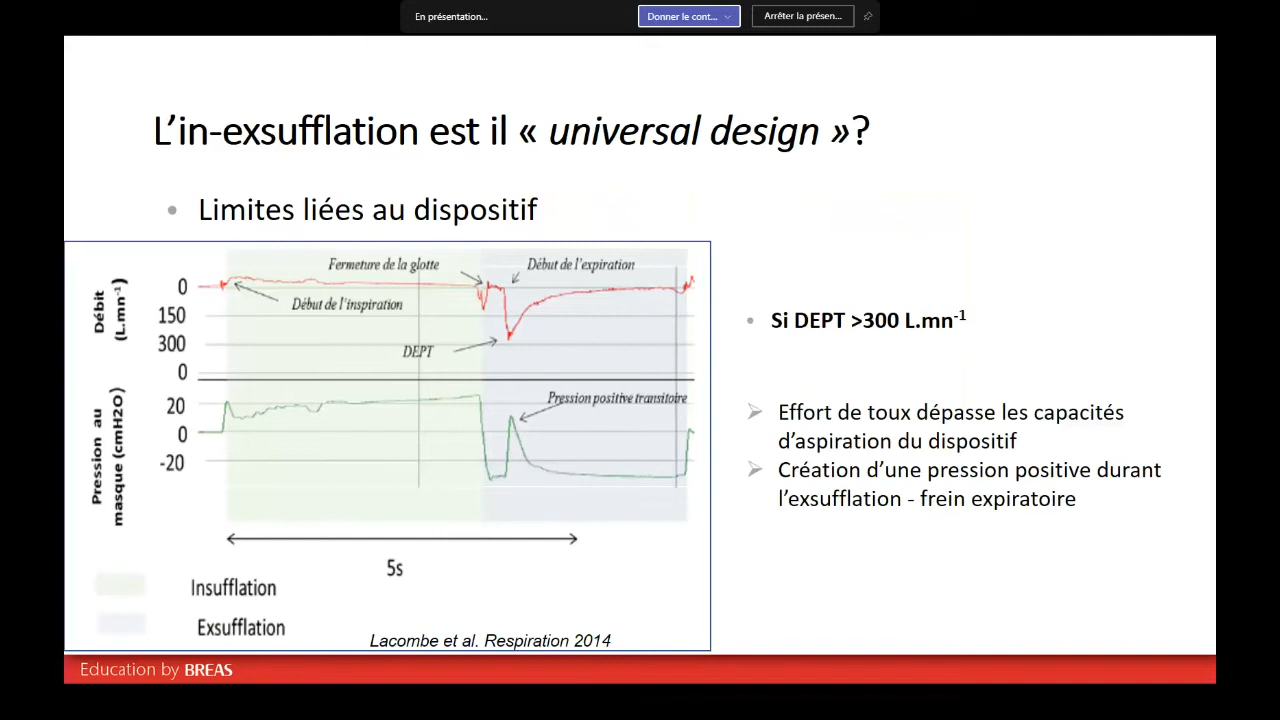 En présentation...
Donner le cont...
Arrêter la présen...
L'in-exsufflation est il « universal design »?
• Limites liées au dispositif
Fermeture de la glotte
Début de l'expiration
Début de l'inspiration
DEPT
Débit
(L.mn⁻¹)
0
150
300
0
Pression positive transitoire
Pression au
masque (cmH2O)
20
0
-20
5s
Insufflation
Exsufflation
Lacombe et al. Respiration 2014
• Si DEPT >300 L.mn⁻¹
Effort de toux dépasse les capacités
d'aspiration du dispositif
Création d'une pression positive durant
l'exsufflation - frein expiratoire
Education by BREAS